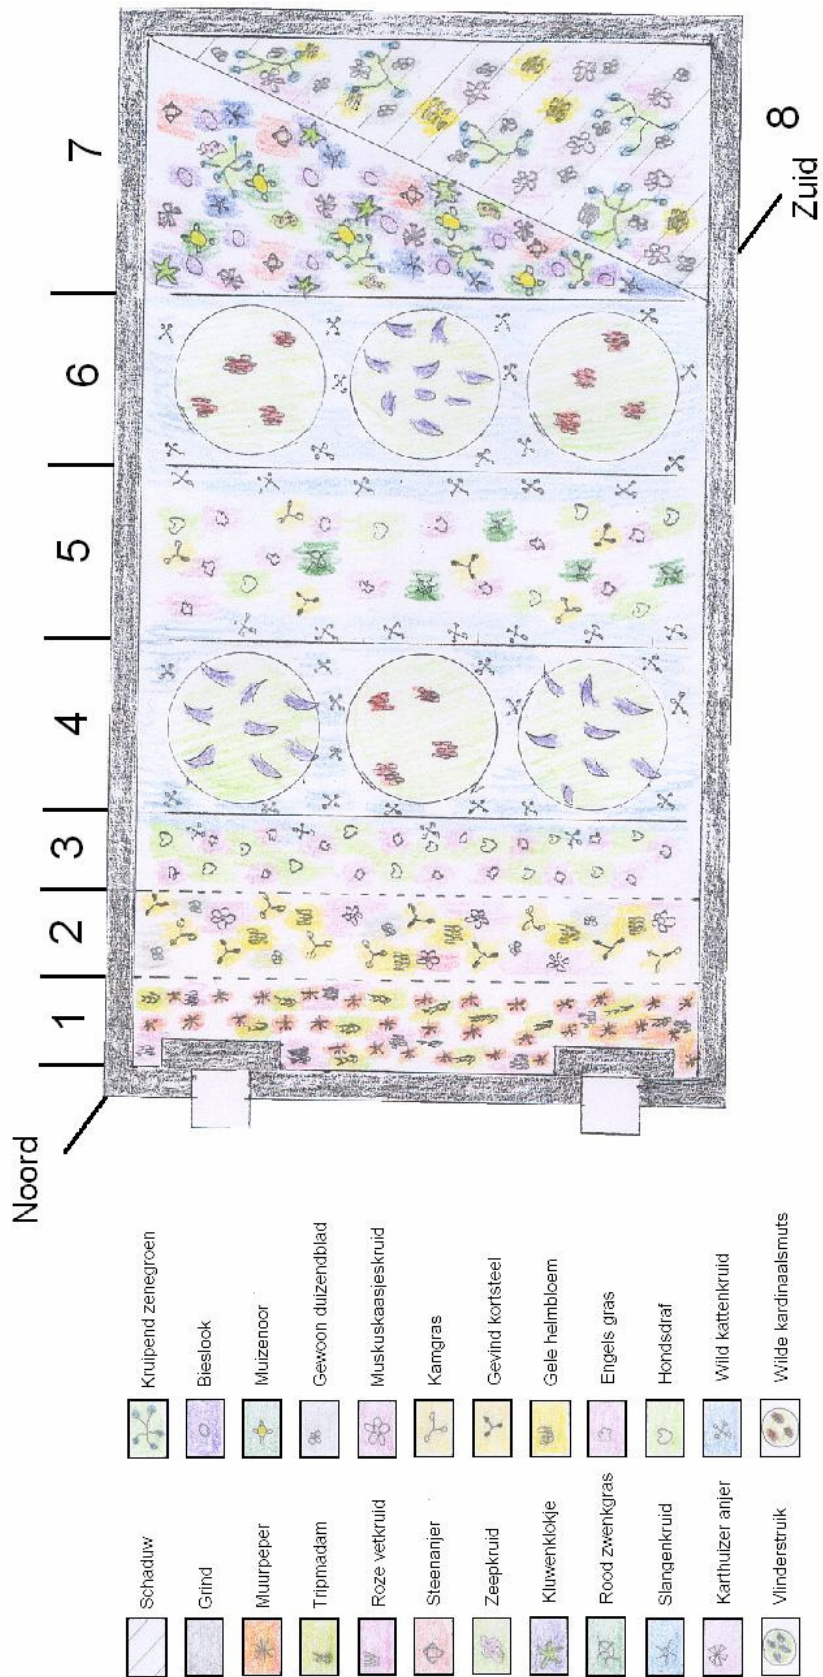 Noord
1
2
3
4
5
6
7
8
Zuid
Schaduw
Grind
Muurpeper
Tripmadam
Roze vetkruid
Steenanjer
Zeepkruid
Kluwenklokje
Rood zwenkgras
Slangenkruid
Karthuizer anjer
Vlinderstruik
Kruipend zenegroen
Bieslook
Muizenoor
Gewoon duizendblad
Muskuskaasjeskruid
Kamgras
Gevind kortsteel
Gele helmbloem
Engels gras
Hondsdraf
Wild kattenkruid
Wilde kardinaalsmuts